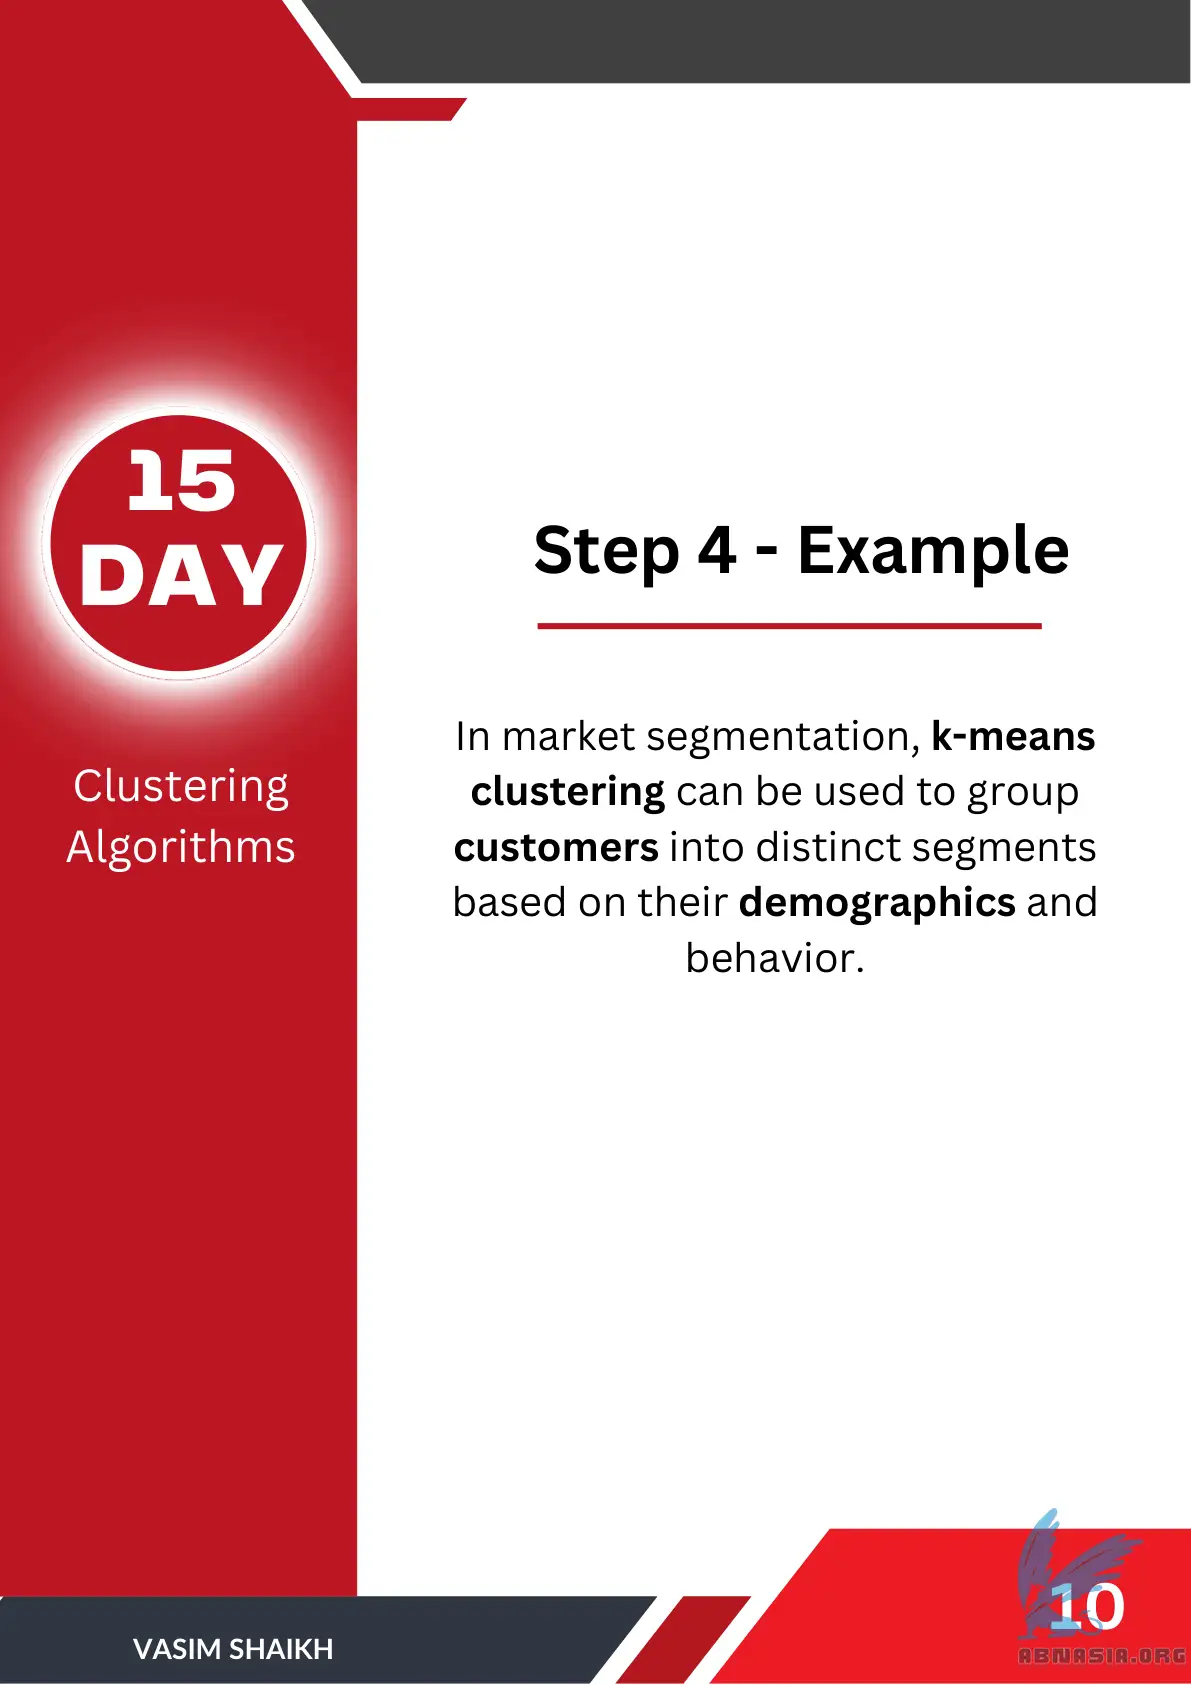 15
DAY
Clustering
Algorithms
Step 4 - Example
In market segmentation, k-means
clustering can be used to group
customers into distinct segments
based on their demographics and
behavior.
VASIM SHAIKH
10
ABNASIA.ORG